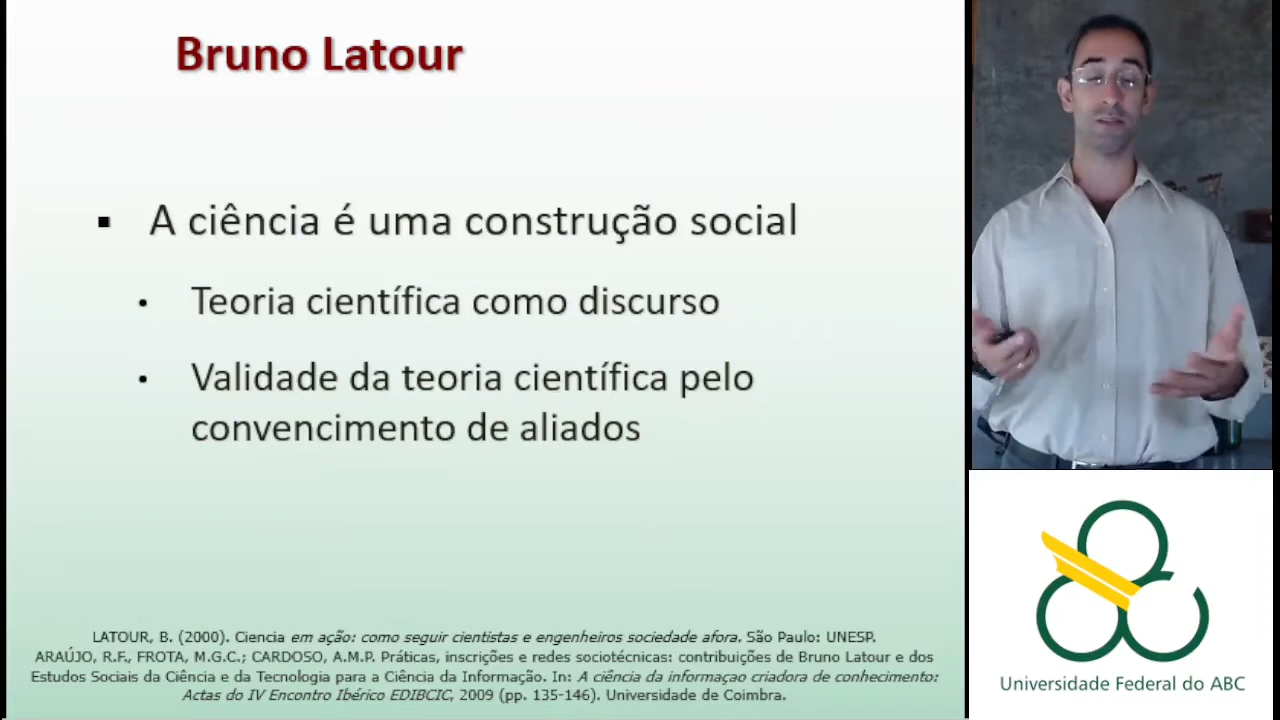 Bruno Latour
▪ A ciência é uma construção social
• Teoria científica como discurso
• Validade da teoria científica pelo
convencimento de aliados
LATOUR, B. (2000). Ciencia em ação: como seguir cientistas e engenheiros sociedade afora. São Paulo: UNESP.
ARAÚJO, R.F., FROTA, M.G.C.; CARDOSO, A.M.P. Práticas, inscrições e redes sociotécnicas: contribuições de Bruno Latour e dos
Estudos Sociais da Ciência e da Tecnologia para a Ciência da Informação. In: A ciência da informaçao criadora de conhecimento:
Actas do IV Encontro Ibérico EDIBCIC, 2009 (pp. 135-146). Universidade de Coimbra.
Universidade Federal do ABC